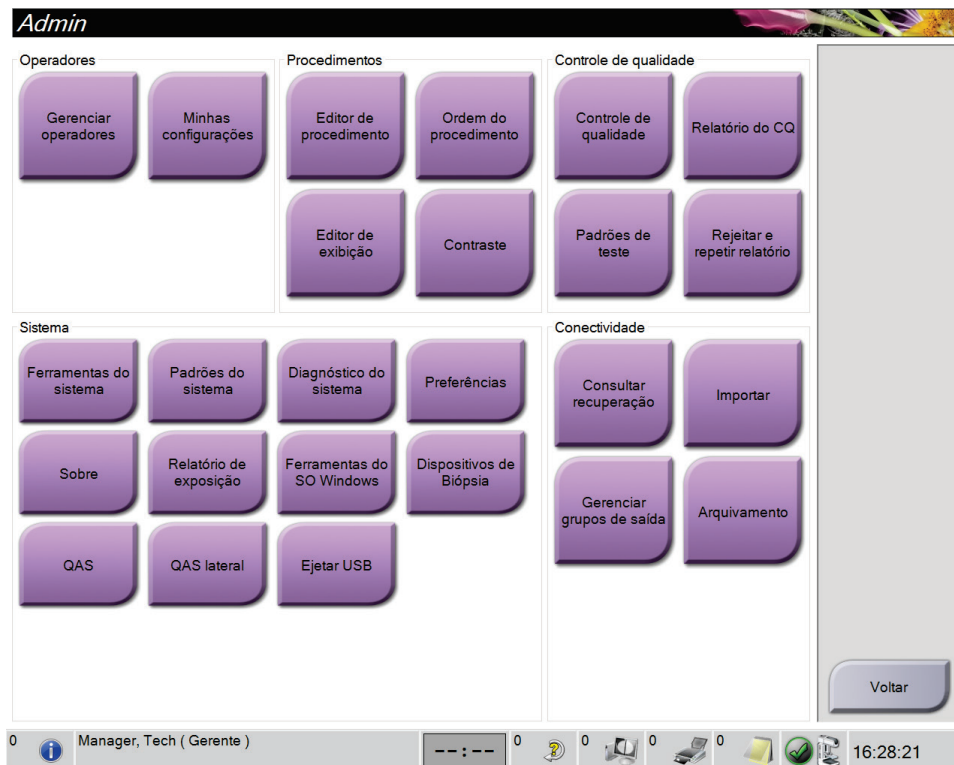 Admin
Operadores
Gerenciar
operadores
Minhas
configurações
Procedimentos
Editor de
procedimento
Ordem do
procedimento
Editor de
exibição
Contraste
Controle de qualidade
Controle de
qualidade
Relatório do CQ
Padrões de
teste
Rejeitar e
repetir relatório
Sistema
Ferramentas do
sistema
Padrões do
sistema
Diagnóstico do
sistema
Preferências
Sobre
Relatório de
exposição
Ferramentas do
SO Windows
Dispositivos de
Biópsia
QAS
QAS lateral
Ejetar USB
Conectividade
Consultar
recuperação
Importar
Gerenciar
grupos de saída
Arquivamento
Voltar
0
Manager, Tech ( Gerente )
--:--
0
0
0
0
16:28:21